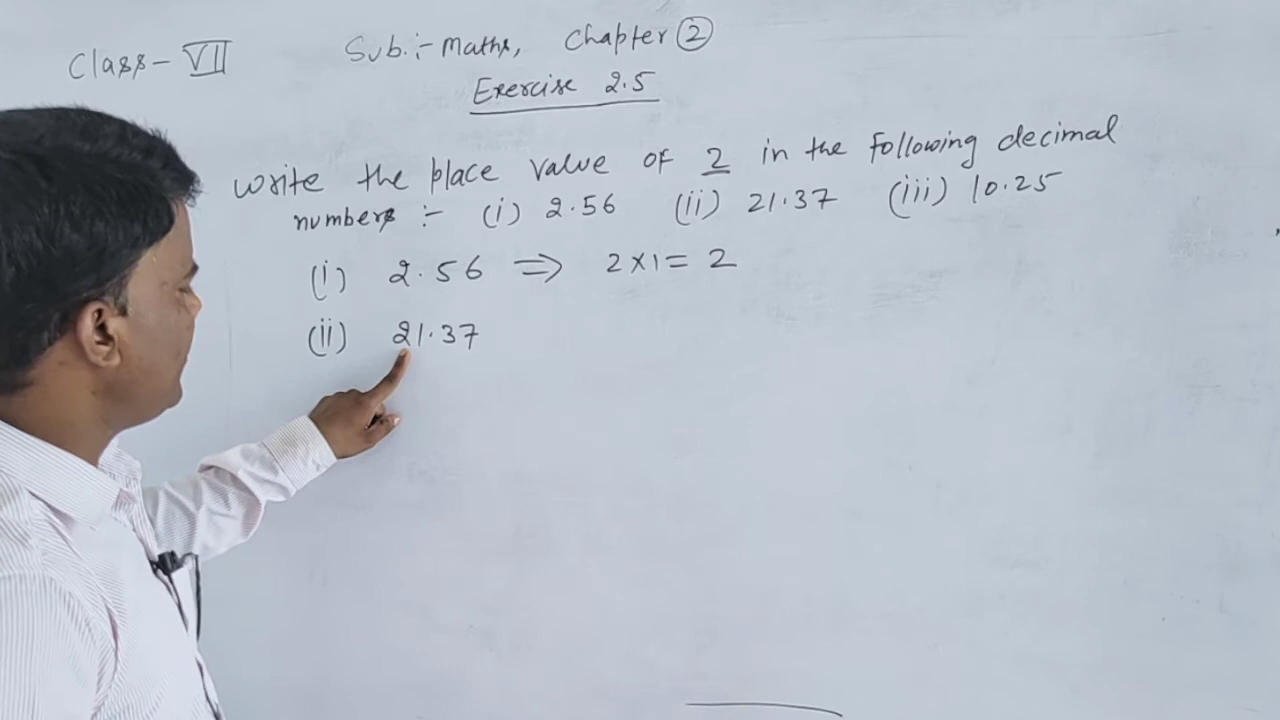 Class- VII
Sub.:- Maths, Chapter 2
Exercise 2.5
Write the place value of 2 in the following decimal
numbers :- (i) 2.56 (ii) 21.37 (iii) 10.25
(i) 2.56 ⇒ 2×1= 2
(ii) 21.37